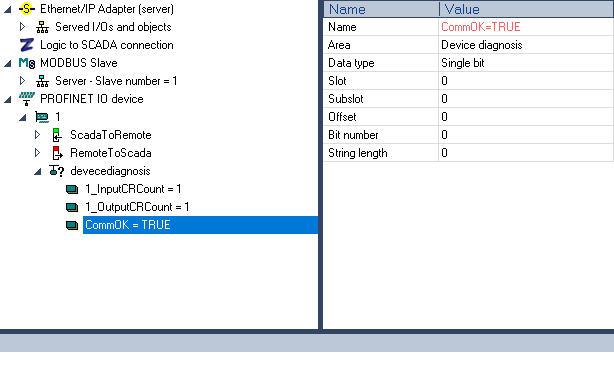 Ethernet/IP Adapter (server)
Served I/Os and objects
Logic to SCADA connection
MODBUS Slave
Server - Slave number = 1
PROFINET IO device
1
ScadaToRemote
RemoteToScada
devecediagnosis
1_InputCRCount = 1
1_OutputCRCount = 1
CommOK = TRUE
Name Value
Name CommOK=TRUE
Area Device diagnosis
Data type Single bit
Slot 0
Subslot 0
Offset 0
Bit number 0
String length 0